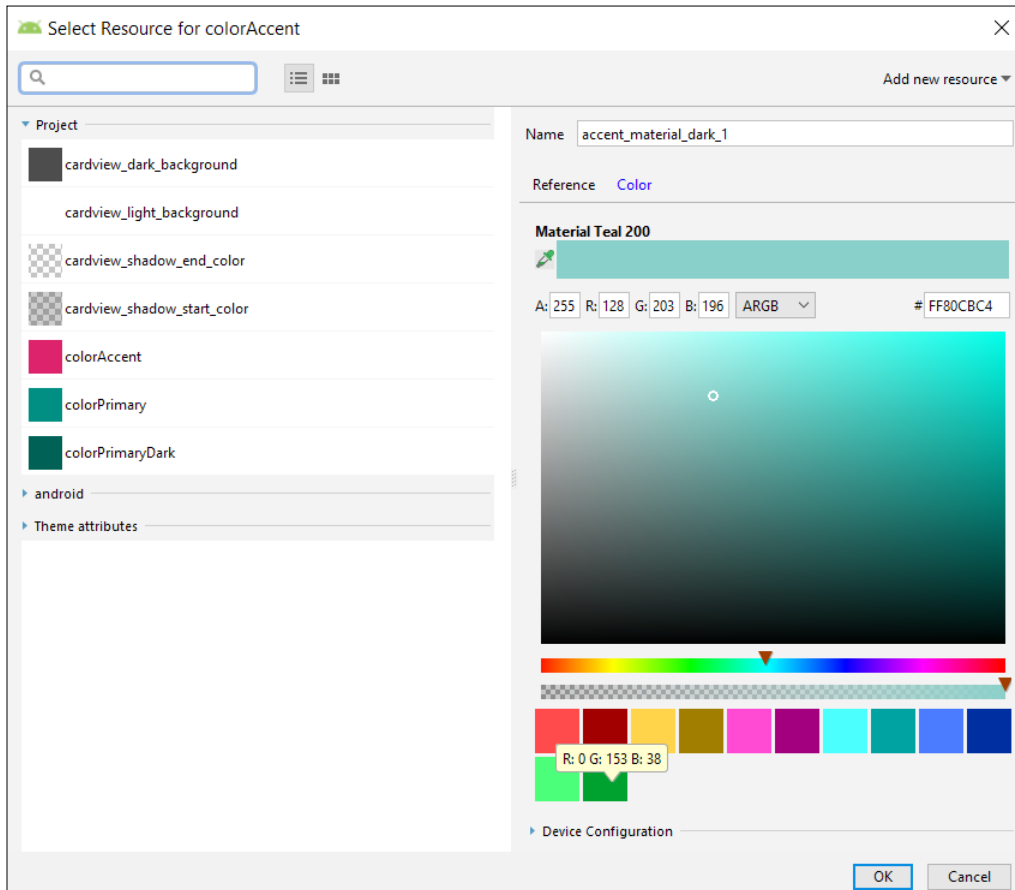 Select Resource for colorAccent
Add new resource
Project
cardview_dark_background
cardview_light_background
cardview_shadow_end_color
cardview_shadow_start_color
colorAccent
colorPrimary
colorPrimaryDark
android
Theme attributes
Name accent_material_dark_1
Reference Color
Material Teal 200
A: 255 R: 128 G: 203 B: 196 ARGB # FF80CBC4
R: 0 G: 153 B: 38
Device Configuration
OK Cancel